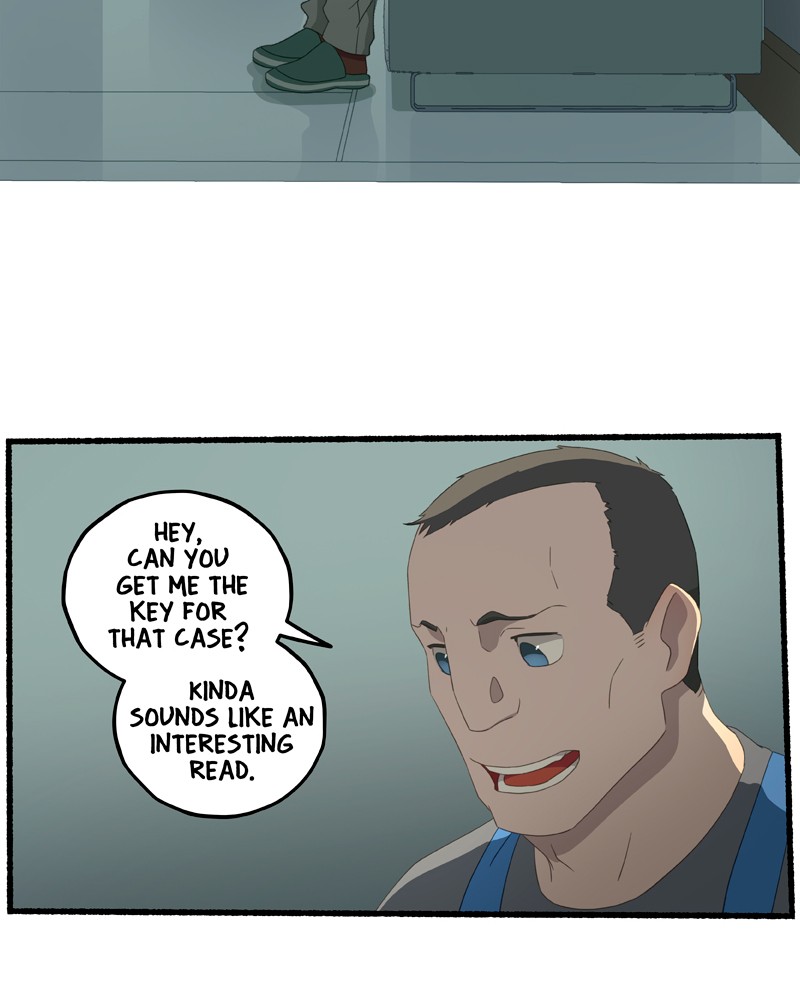 HEY,
CAN YOU
GET ME THE
KEY FOR
THAT CASE?
KINDA
SOUNDS LIKE AN
INTERESTING
READ.